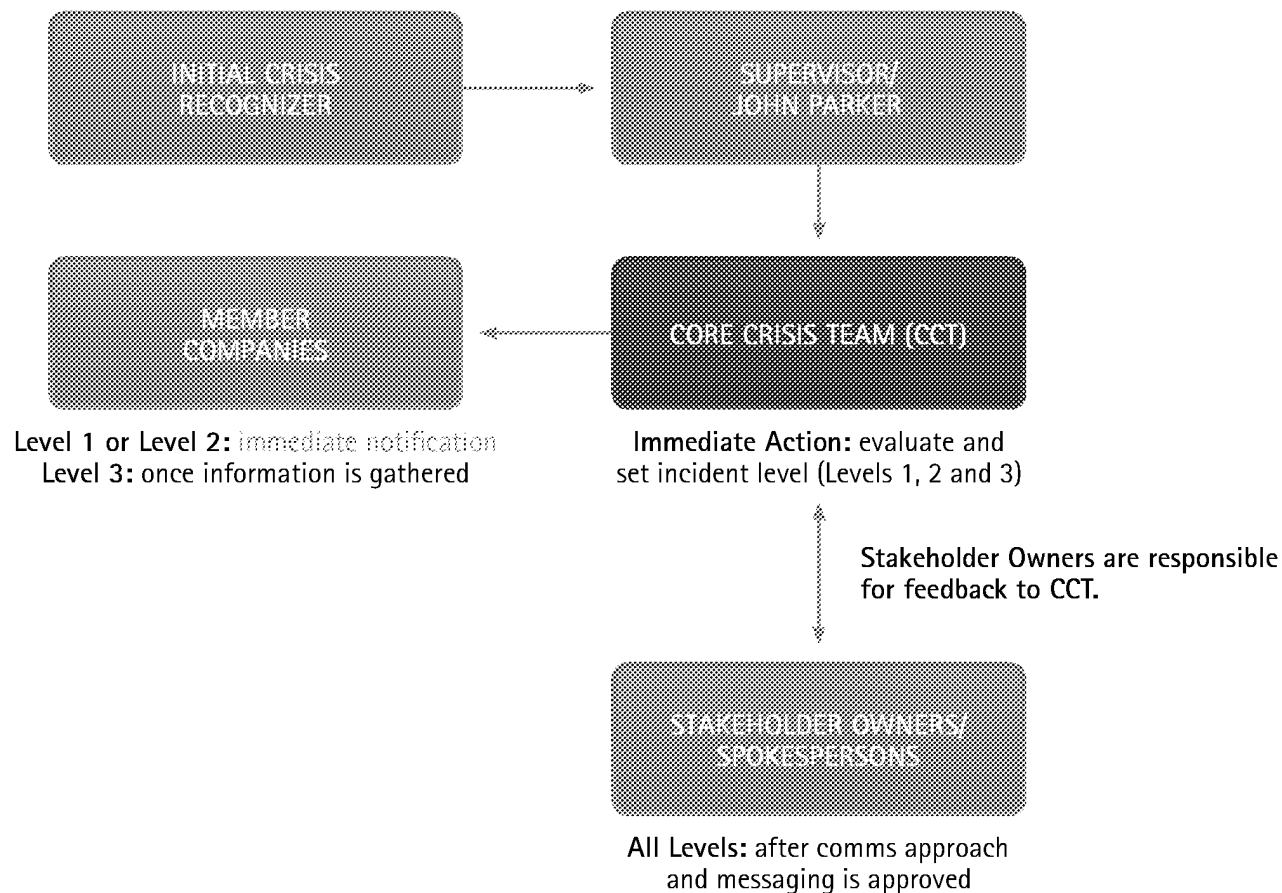 INITIAL CRISIS
RECOGNIZER
SUPERVISOR/
JOHN PARKER
MEMBER
COMPANIES
CORE CRISIS TEAM (CCT)
Level 1 or Level 2: immediate notification
Level 3: once information is gathered
Immediate Action: evaluate and
set incident level (Levels 1, 2 and 3)
Stakeholder Owners are responsible
for feedback to CCT.
STAKEHOLDER OWNERS/
SPOKESPERSONS
All Levels: after comms approach
and messaging is approved